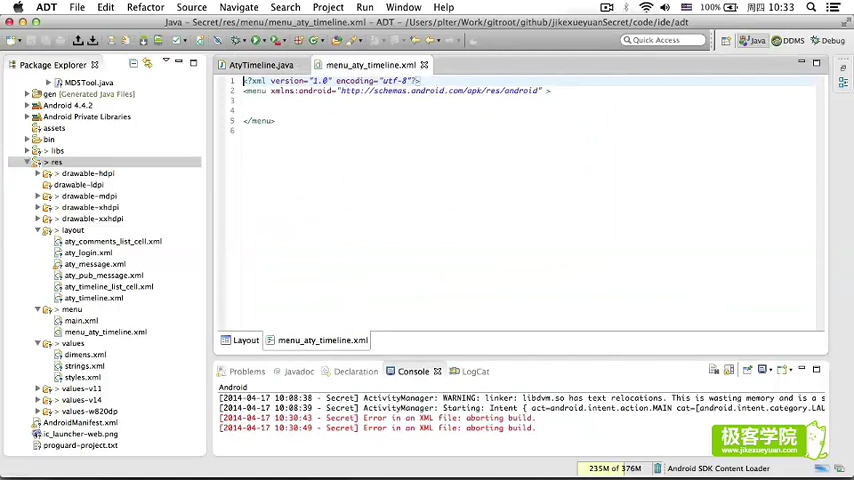 ADT File Edit Refactor Source Navigate Search Project Run Window Help 100% 周四 10:33
Java – Secret/res/menu/menu_aty_timeline.xml – ADT – /Users/plter/Work/gitroot/github/jikexueyuanSecret/code/ide/adt
Quick Access
Java
DDMS
Debug
Package Explorer
MD5Tool.java
gen [Generated Java Files]
Android 4.4.2
Android Private Libraries
assets
bin
> libs
> res
> drawable-hdpi
drawable-ldpi
> drawable-mdpi
> drawable-xhdpi
> drawable-xxhdpi
layout
aty_comments_list_cell.xml
aty_login.xml
aty_message.xml
aty_pub_message.xml
aty_timeline_list_cell.xml
aty_timeline.xml
menu
main.xml
menu_aty_timeline.xml
> values
dimens.xml
strings.xml
styles.xml
> values-v11
> values-v14
> values-w820dp
AndroidManifest.xml
ic_launcher-web.png
proguard-project.txt
AtyTimeline.java
menu_aty_timeline.xml
1 <?xml version="1.0" encoding="utf-8"?>
2 <menu xmlns:android="http://schemas.android.com/apk/res/android" >
3
4
5 </menu>
6
Layout
menu_aty_timeline.xml
Problems
Javadoc
Declaration
Console
LogCat
Android
[2014-04-17 10:08:38 - Secret] ActivityManager: WARNING: linker: libdvm.so has text relocations. This is wasting memory and is a s
[2014-04-17 10:08:39 - Secret] ActivityManager: Starting: Intent { act=android.intent.action.MAIN cat=[android.intent.category.LAU
[2014-04-17 10:30:43 - Secret] Error in an XML file: aborting build.
[2014-04-17 10:30:49 - Secret] Error in an XML file: aborting build.
极客学院
www.jikexueyuan.com
235M of 376M
Android SDK Content Loader